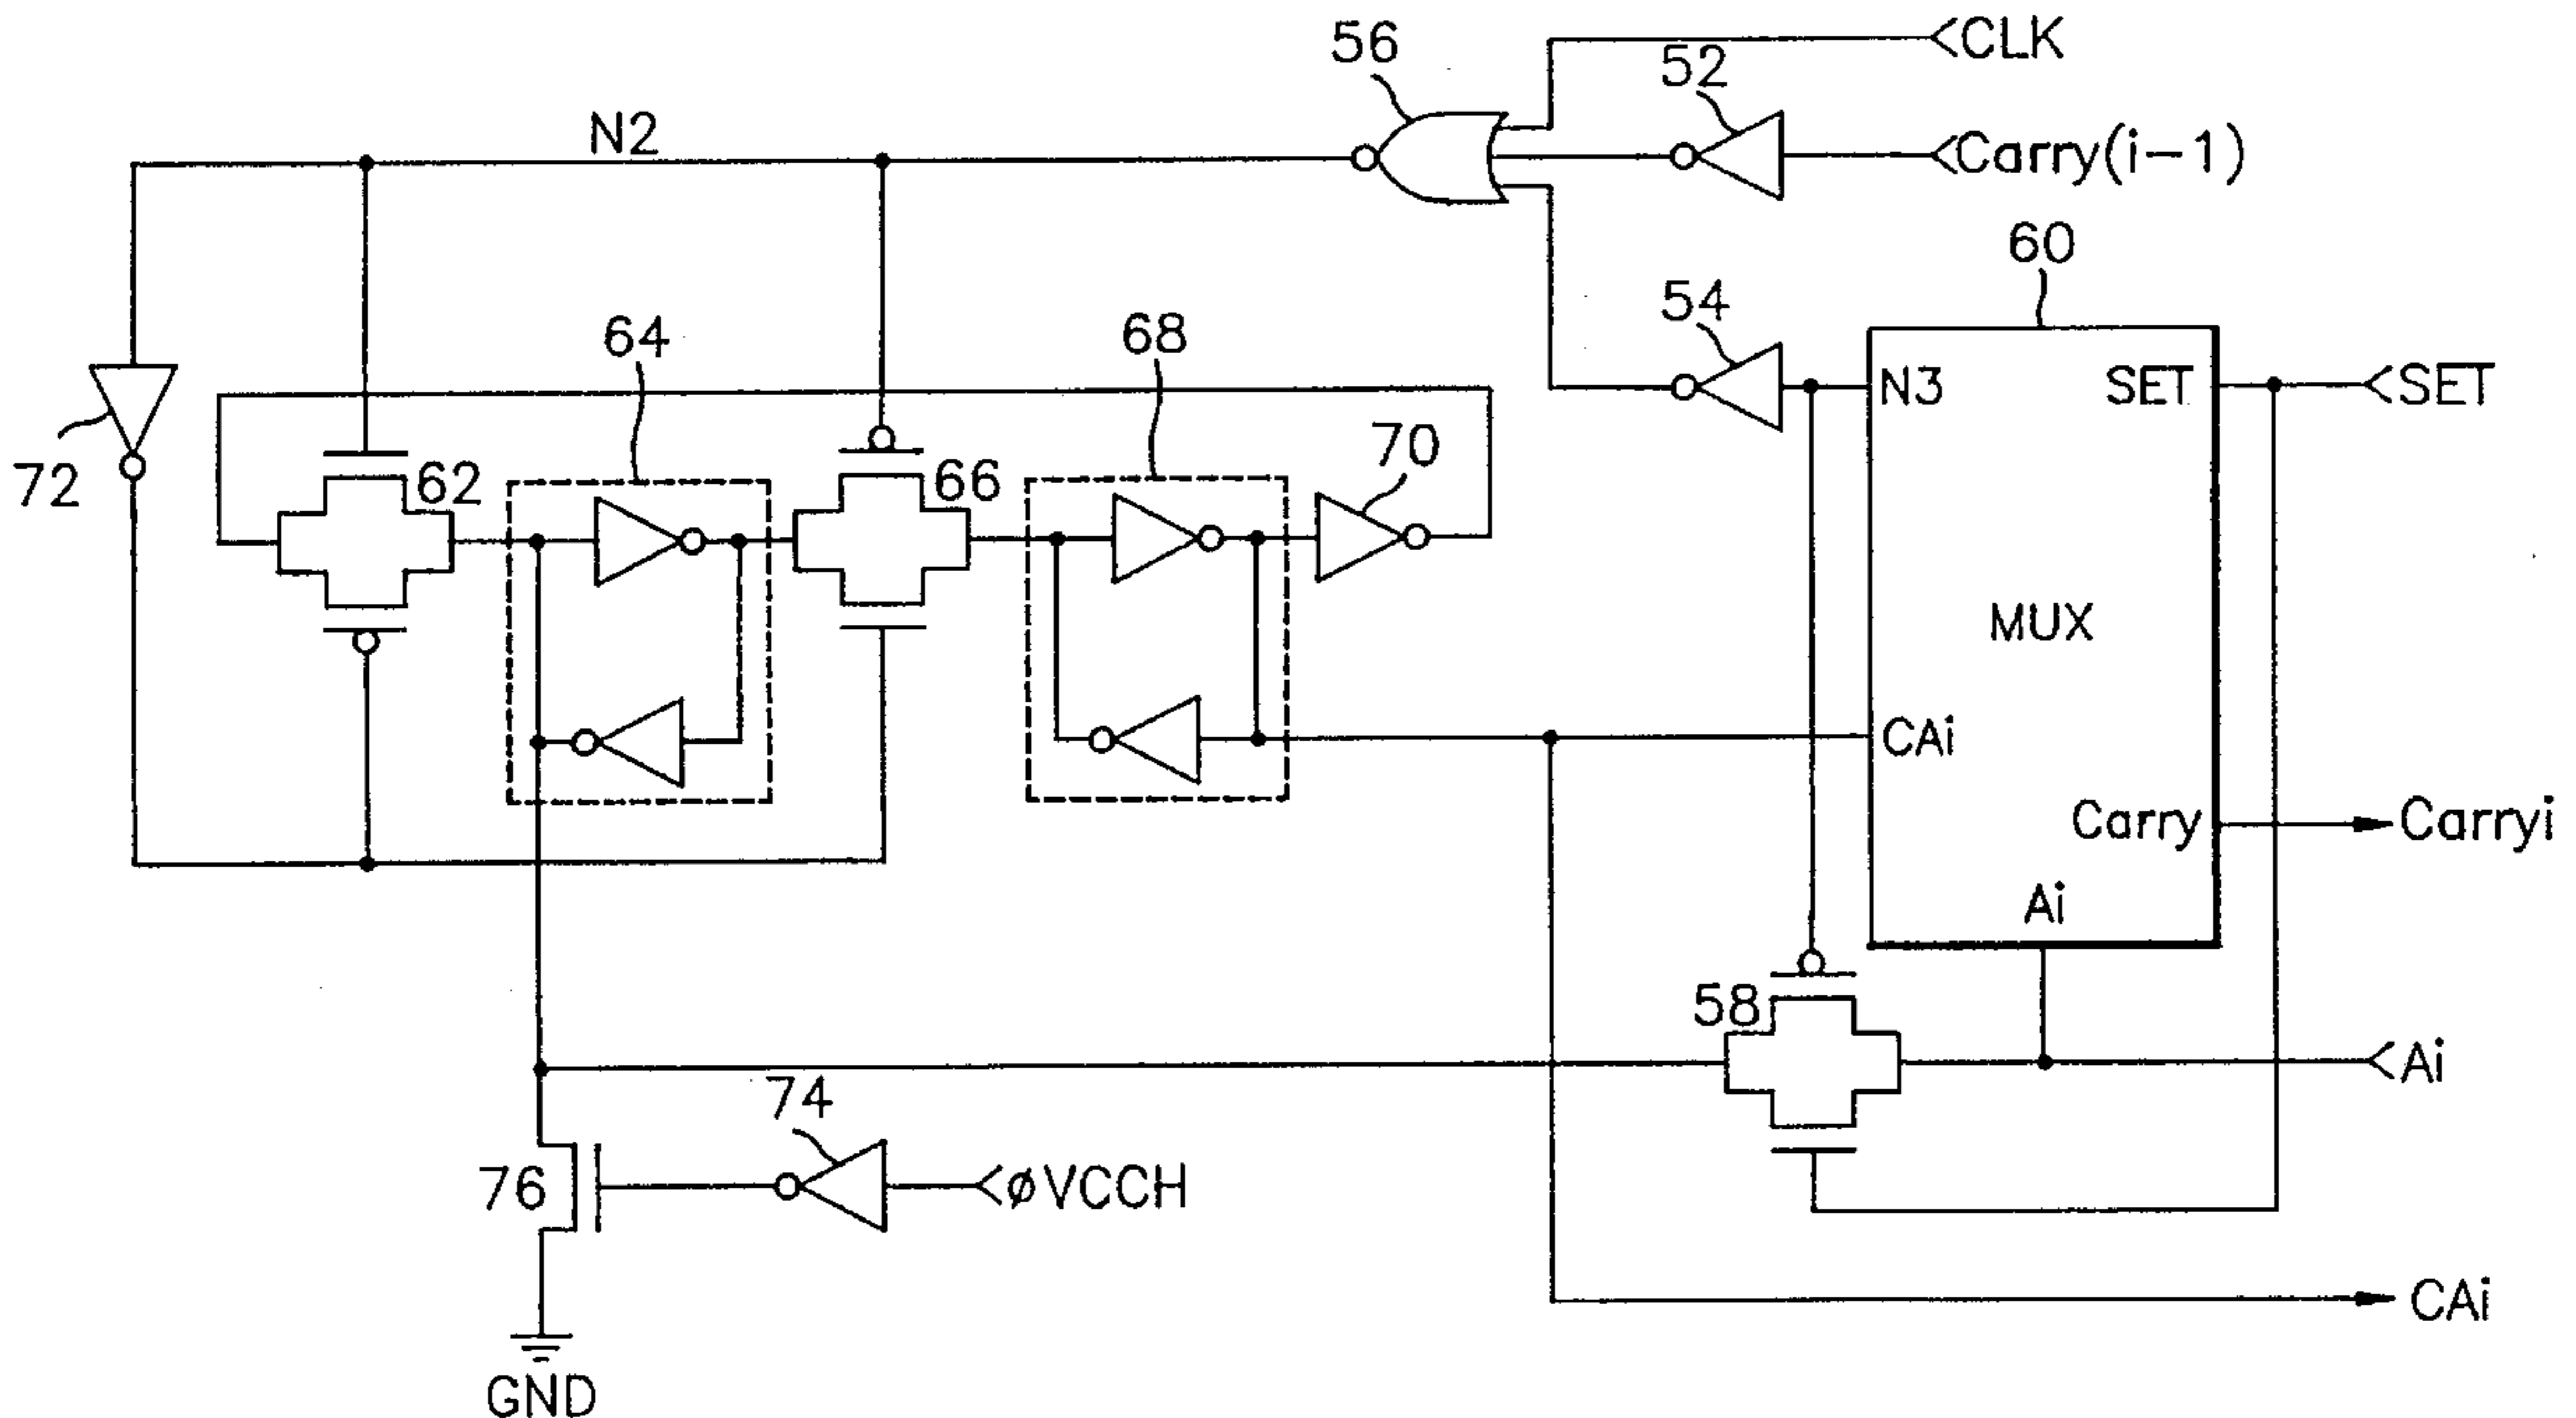 CLK
56
52
N2
Carry(i-1)
60
54
64
68
N3
SET
SET
70
62
66
72
MUX
CAi
Carry
Carryi
Ai
58
Ai
74
76
φVCCH
CAi
GND